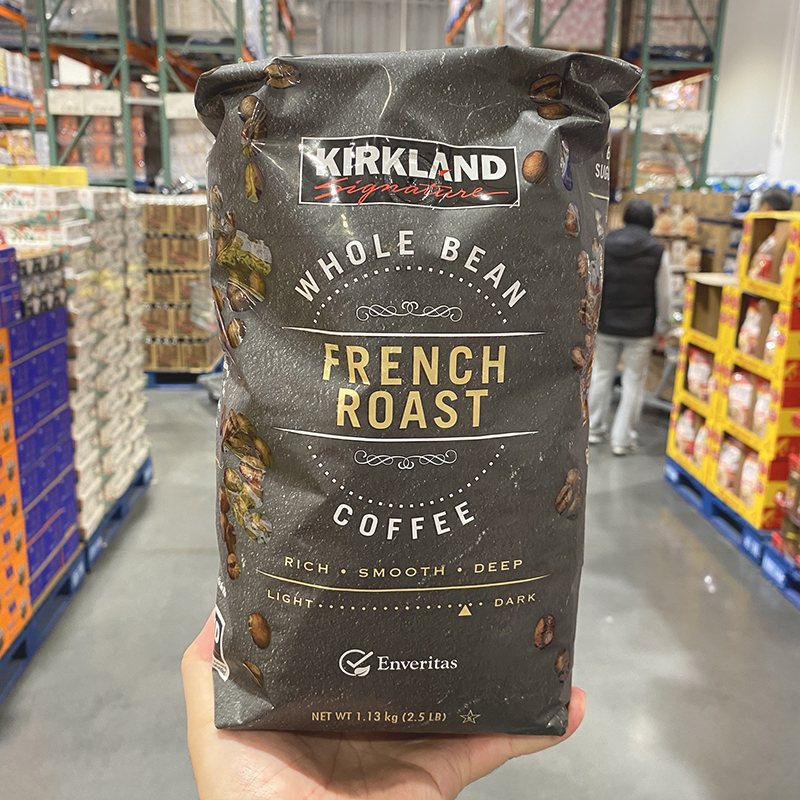 KIRKLAND
Signature
WHOLE BEAN
FRENCH
ROAST
COFFEE
RICH • SMOOTH • DEEP
LIGHT DARK
Enveritas
NET WT 1.13 kg (2.5 LB)